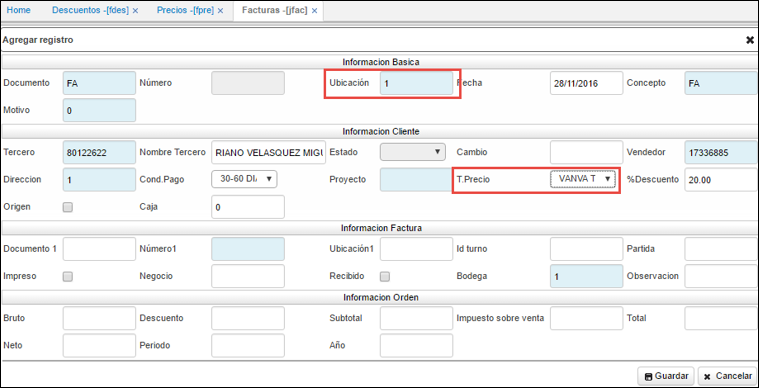 Home Descuentos -[fdes] × Precios -[fpre] × Facturas -[jfac] ×
Agregar registro ×
Informacion Basica
Documento FA Número Ubicación 1 Fecha 28/11/2016 Concepto FA
Motivo 0
Informacion Cliente
Tercero 80122622 Nombre Tercero RIANO VELASQUEZ MIGU Estado Cambio Vendedor 17336885
Direccion 1 Cond.Pago 30-60 DI Proyecto T.Precio VANVA T %Descuento 20.00
Origen Caja 0
Informacion Factura
Documento 1 Número1 Ubicación1 Id turno Partida
Impreso Negocio Recibido Bodega 1 Observacion
Informacion Orden
Bruto Descuento Subtotal Impuesto sobre venta Total
Neto Periodo Año
Guardar × Cancelar